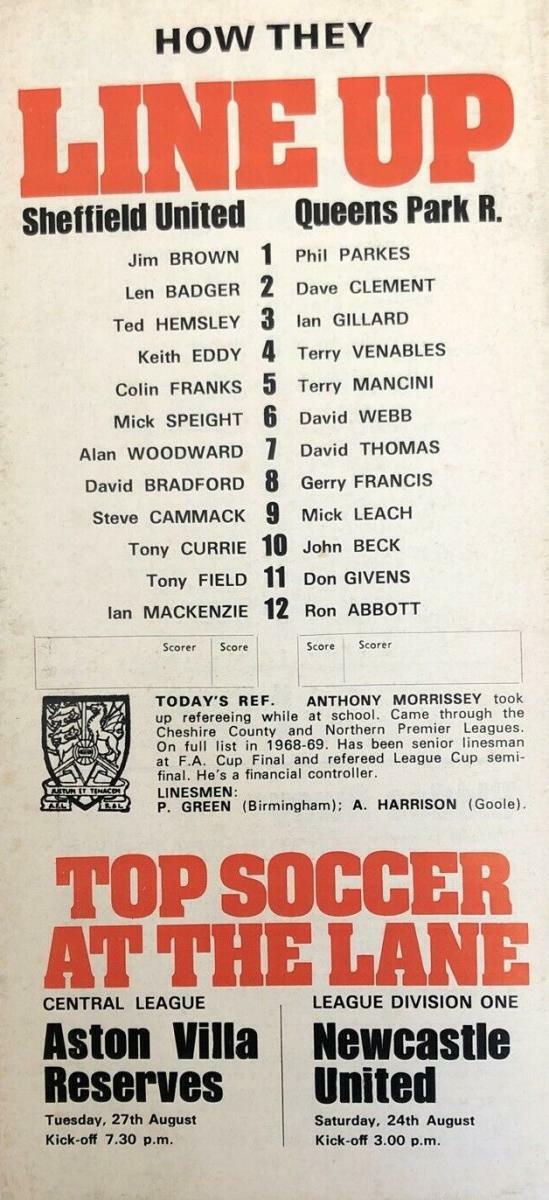 HOW THEY
LINE UP
Sheffield United Queens Park R.
Jim BROWN 1 Phil PARKES
Len BADGER 2 Dave CLEMENT
Ted HEMSLEY 3 Ian GILLARD
Keith EDDY 4 Terry VENABLES
Colin FRANKS 5 Terry MANCINI
Mick SPEIGHT 6 David WEBB
Alan WOODWARD 7 David THOMAS
David BRADFORD 8 Gerry FRANCIS
Steve CAMMACK 9 Mick LEACH
Tony CURRIE 10 John BECK
Tony FIELD 11 Don GIVENS
Ian MACKENZIE 12 Ron ABBOTT
Scorer Score Score Scorer
TODAY'S REF. ANTHONY MORRISSEY took
up refereeing while at school. Came through the
Cheshire County and Northern Premier Leagues.
On full list in 1968-69. Has been senior linesman
at F.A. Cup Final and refereed League Cup semi-
final. He's a financial controller.
LINESMEN:
P. GREEN (Birmingham); A. HARRISON (Goole).
JUSTUM ET TENACEM
A.F.L. R.&L.
TOP SOCCER
AT THE LANE
CENTRAL LEAGUE
Aston Villa
Reserves
Tuesday, 27th August
Kick-off 7.30 p.m.
LEAGUE DIVISION ONE
Newcastle
United
Saturday, 24th August
Kick-off 3.00 p.m.